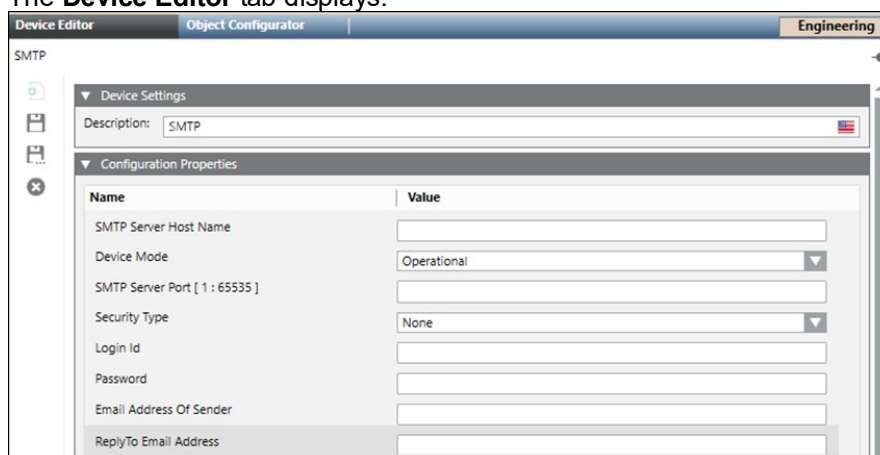 The Device Editor tab displays.
Device Editor Object Configurator Engineering
SMTP
Device Settings
Description: SMTP
Configuration Properties
Name Value
SMTP Server Host Name
Device Mode Operational
SMTP Server Port [ 1 : 65535 ]
Security Type None
Login Id
Password
Email Address Of Sender
ReplyTo Email Address